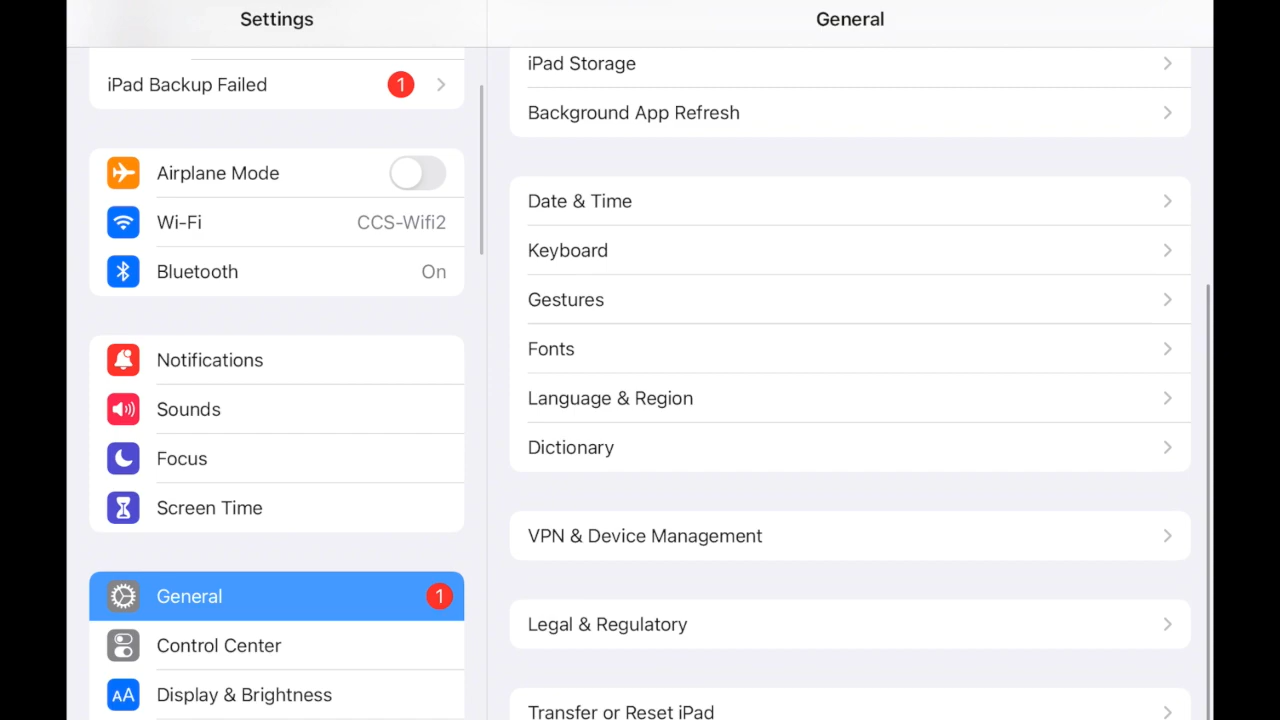 Settings
iPad Backup Failed 1
Airplane Mode
Wi-Fi CCS-Wifi2
Bluetooth On
Notifications
Sounds
Focus
Screen Time
General 1
Control Center
AA Display & Brightness
General
iPad Storage
Background App Refresh
Date & Time
Keyboard
Gestures
Fonts
Language & Region
Dictionary
VPN & Device Management
Legal & Regulatory
Transfer or Reset iPad